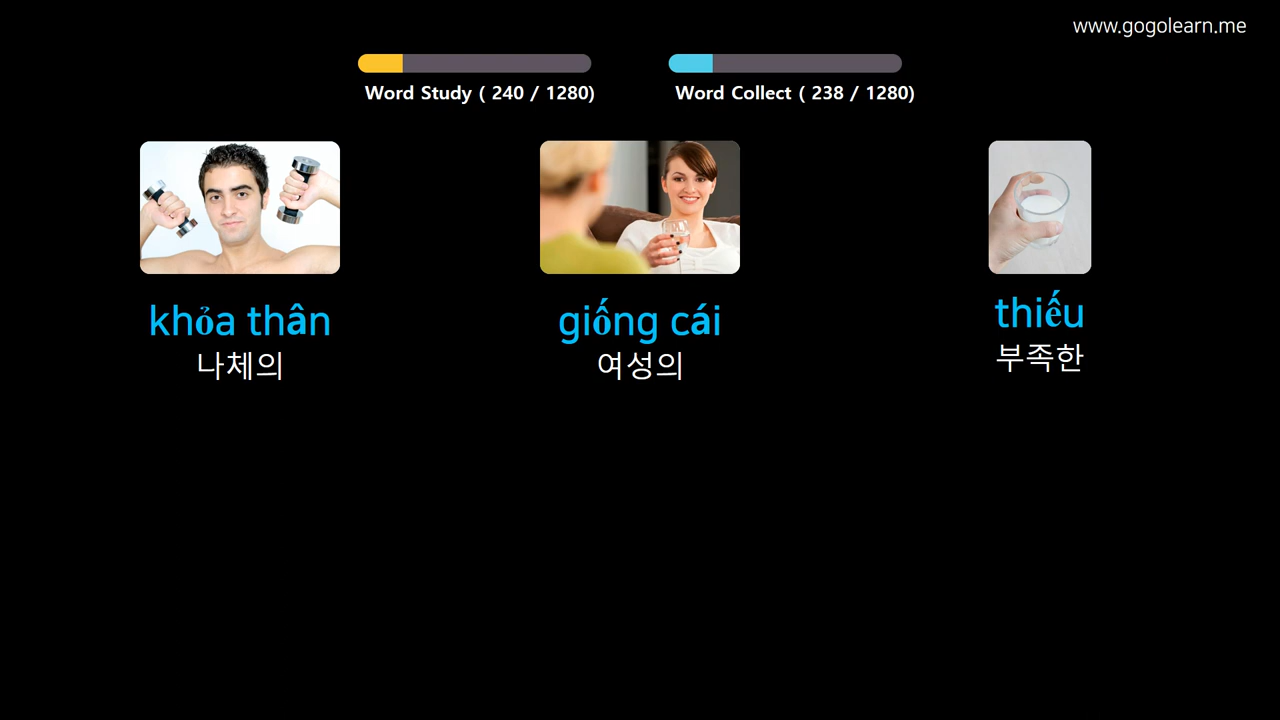 www.gogolearn.me
Word Study ( 240 / 1280)
Word Collect ( 238 / 1280)
khỏa thân
나체의
giống cái
여성의
thiếu
부족한